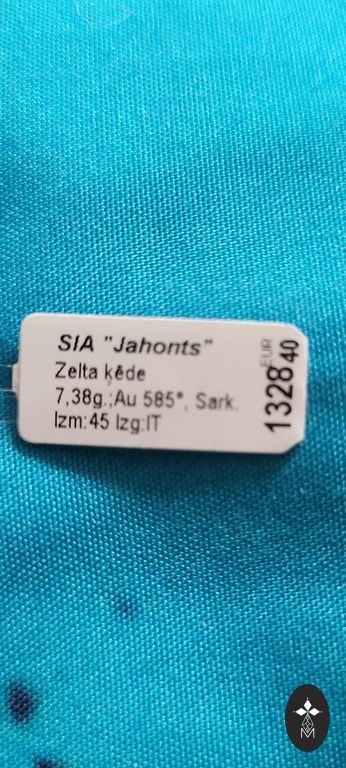 SIA "Jahonts"
Zelta ķēde
7,38g.;Au 585°, Sark.
Izm:45 Izg:IT
1328 40
EUR